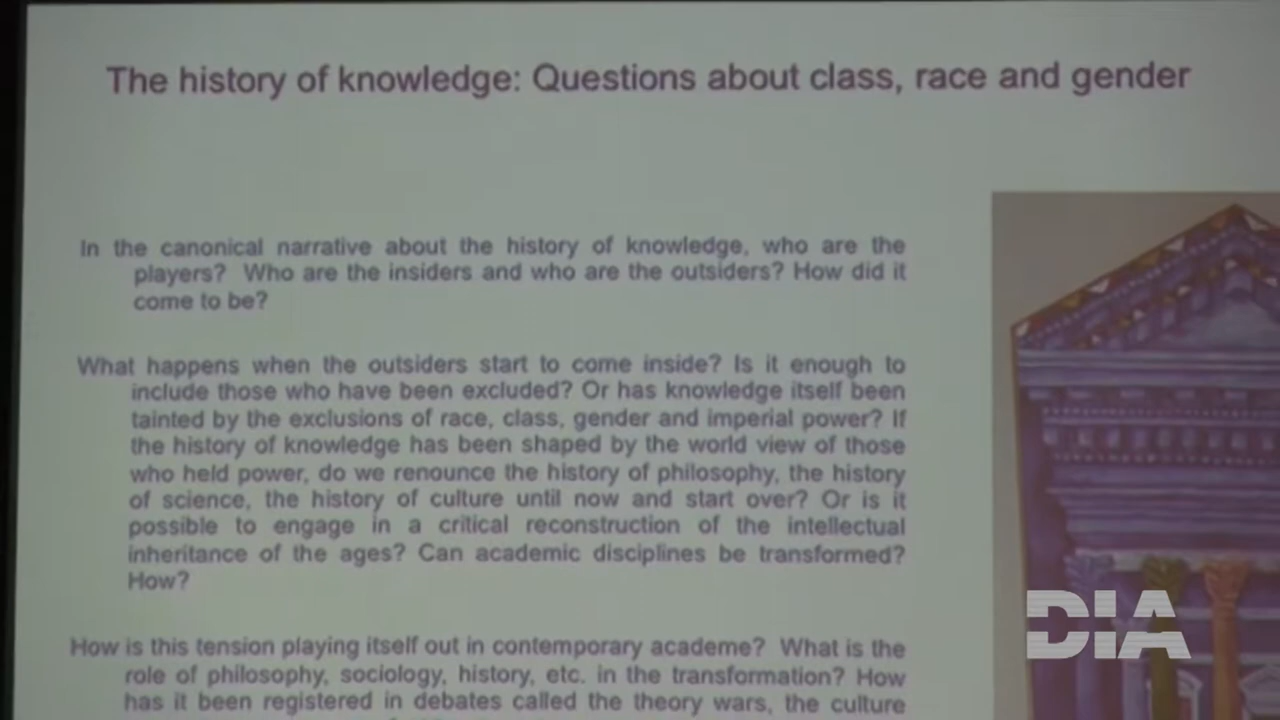 The history of knowledge: Questions about class, race and gender
In the canonical narrative about the history of knowledge, who are the
players? Who are the insiders and who are the outsiders? How did it
come to be?
What happens when the outsiders start to come inside? Is it enough to
include those who have been excluded? Or has knowledge itself been
tainted by the exclusions of race, class, gender and imperial power? If
the history of knowledge has been shaped by the world view of those
who held power, do we renounce the history of philosophy, the history
of science, the history of culture until now and start over? Or is it
possible to engage in a critical reconstruction of the intellectual
inheritance of the ages? Can academic disciplines be transformed?
How?
How is this tension playing itself out in contemporary academe? What is the
role of philosophy, sociology, history, etc. in the transformation? How
has it been registered in debates called the theory wars, the culture
DIA